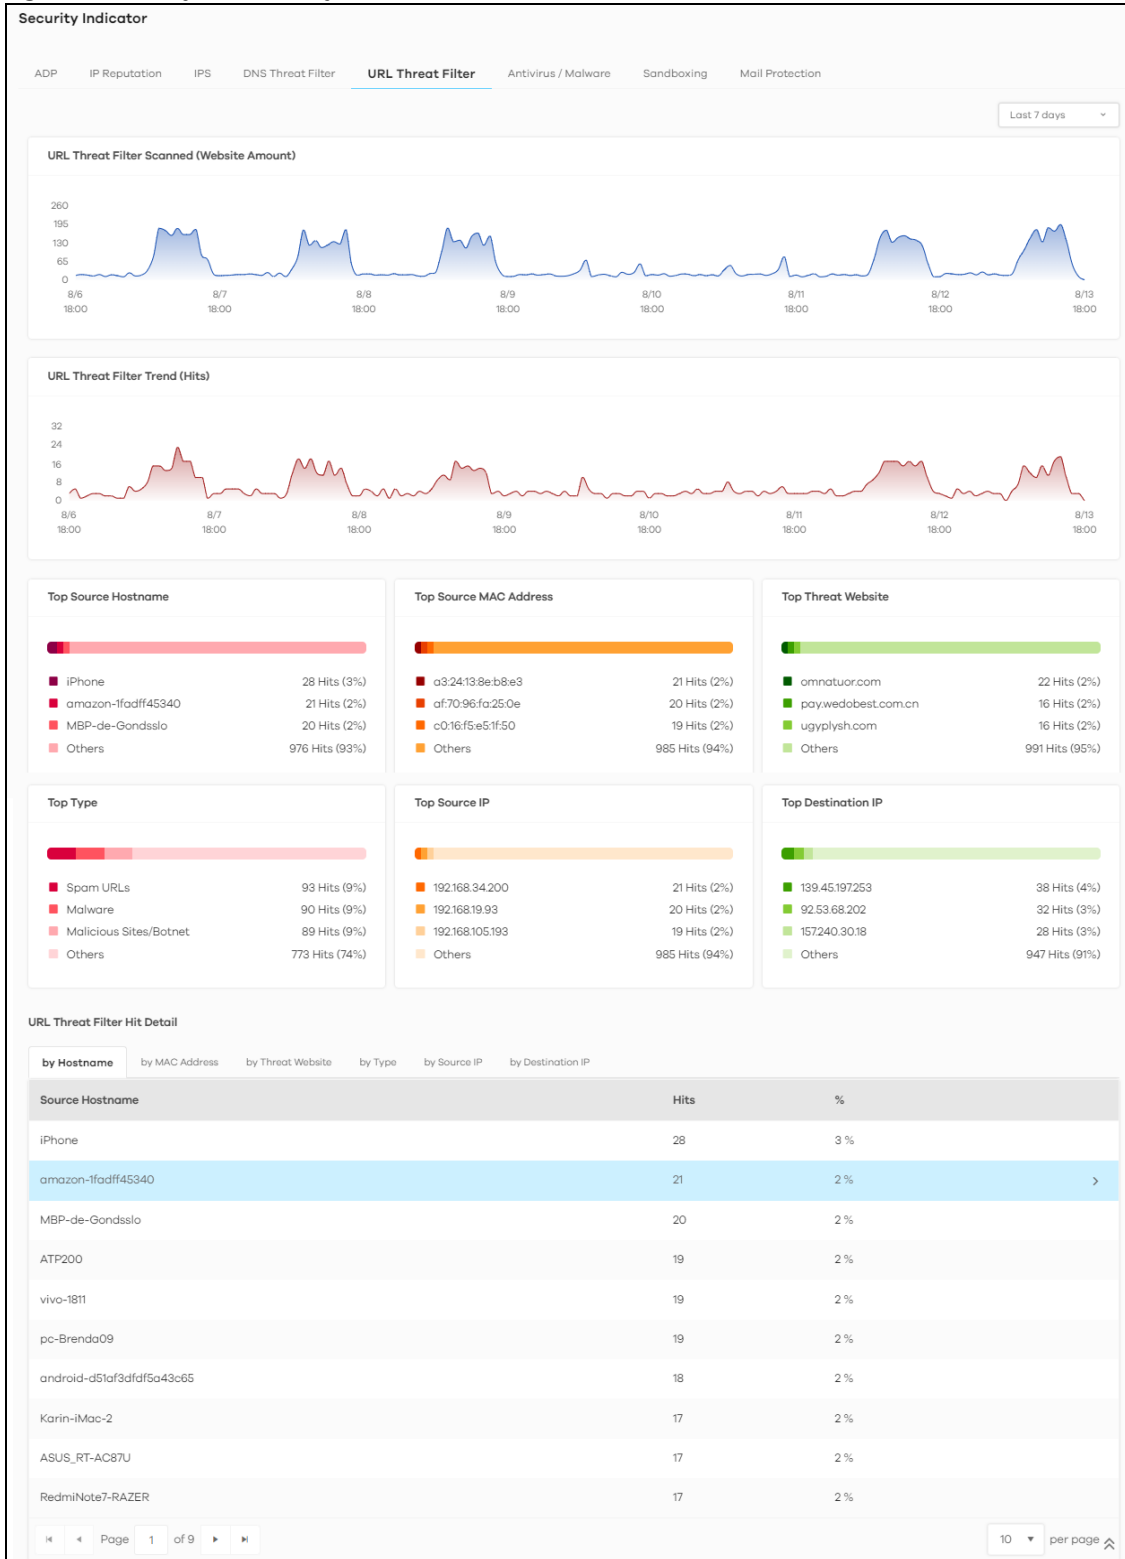 Security Indicator
ADP IP Reputation IPS DNS Threat Filter URL Threat Filter Antivirus / Malware Sandboxing Mail Protection
Last 7 days
URL Threat Filter Scanned (Website Amount)
260
195
130
65
0
8/6 8/7 8/8 8/9 8/10 8/11 8/12 8/13
18:00 18:00 18:00 18:00 18:00 18:00 18:00 18:00
URL Threat Filter Trend (Hits)
32
24
16
8
0
8/6 8/7 8/8 8/9 8/10 8/11 8/12 8/13
18:00 18:00 18:00 18:00 18:00 18:00 18:00 18:00
Top Source Hostname
iPhone 28 Hits (3%)
amazon-1fadff45340 21 Hits (2%)
MBP-de-Gondsslo 20 Hits (2%)
Others 976 Hits (93%)
Top Source MAC Address
a3:24:13:8e:b8:e3 21 Hits (2%)
af:70:96:fa:25:0e 20 Hits (2%)
c0:16:f5:e5:1f:50 19 Hits (2%)
Others 985 Hits (94%)
Top Threat Website
omnatuor.com 22 Hits (2%)
pay.wedobest.com.cn 16 Hits (2%)
ugyplysh.com 16 Hits (2%)
Others 991 Hits (95%)
Top Type
Spam URLs 93 Hits (9%)
Malware 90 Hits (9%)
Malicious Sites/Botnet 89 Hits (9%)
Others 773 Hits (74%)
Top Source IP
192.168.34.200 21 Hits (2%)
192.168.19.93 20 Hits (2%)
192.168.105.193 19 Hits (2%)
Others 985 Hits (94%)
Top Destination IP
139.45.197.253 38 Hits (4%)
92.53.68.202 32 Hits (3%)
157.240.30.18 28 Hits (3%)
Others 947 Hits (91%)
URL Threat Filter Hit Detail
by Hostname by MAC Address by Threat Website by Type by Source IP by Destination IP
Source Hostname Hits %
iPhone 28 3 %
amazon-1fadff45340 21 2 %
MBP-de-Gondsslo 20 2 %
ATP200 19 2 %
vivo-1811 19 2 %
pc-Brenda09 19 2 %
android-d51af3dfdf5a43c65 18 2 %
Karin-iMac-2 17 2 %
ASUS_RT-AC87U 17 2 %
RedmiNote7-RAZER 17 2 %
Page 1 of 9 10 per page